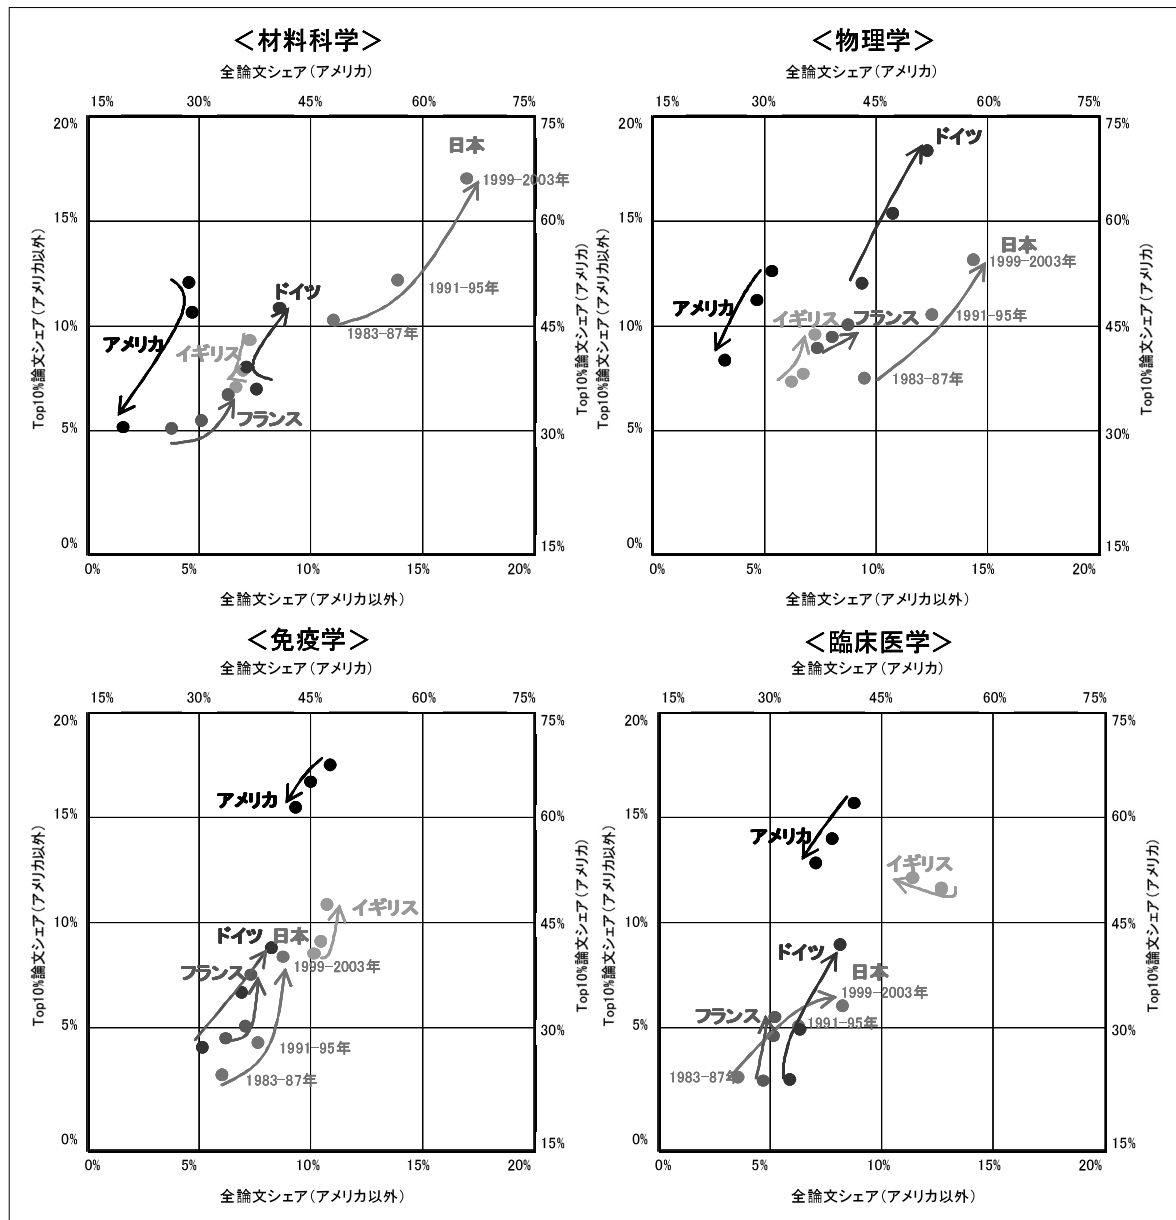 ＜材料科学＞
全論文シェア（アメリカ）
15% 30% 45% 60% 75%
20% 15% 10% 5% 0%
75% 60% 45% 30% 15%
Top10%論文シェア（アメリカ以外）
Top10%論文シェア（アメリカ）
日本
1999-2003年
1991-95年
1983-87年
ドイツ
アメリカ
イギリス
フランス
0% 5% 10% 15% 20%
全論文シェア（アメリカ以外）
＜物理学＞
全論文シェア（アメリカ）
15% 30% 45% 60% 75%
20% 15% 10% 5% 0%
75% 60% 45% 30% 15%
Top10%論文シェア（アメリカ以外）
Top10%論文シェア（アメリカ）
ドイツ
日本
1999-2003年
1991-95年
1983-87年
アメリカ
イギリス
フランス
0% 5% 10% 15% 20%
全論文シェア（アメリカ以外）
＜免疫学＞
全論文シェア（アメリカ）
15% 30% 45% 60% 75%
20% 15% 10% 5% 0%
75% 60% 45% 30% 15%
Top10%論文シェア（アメリカ以外）
Top10%論文シェア（アメリカ）
アメリカ
イギリス
ドイツ
日本
1999-2003年
フランス
1991-95年
1983-87年
0% 5% 10% 15% 20%
全論文シェア（アメリカ以外）
＜臨床医学＞
全論文シェア（アメリカ）
15% 30% 45% 60% 75%
20% 15% 10% 5% 0%
75% 60% 45% 30% 15%
Top10%論文シェア（アメリカ以外）
Top10%論文シェア（アメリカ）
アメリカ
イギリス
ドイツ
日本
1999-2003年
フランス
1991-95年
1983-87年
0% 5% 10% 15% 20%
全論文シェア（アメリカ以外）